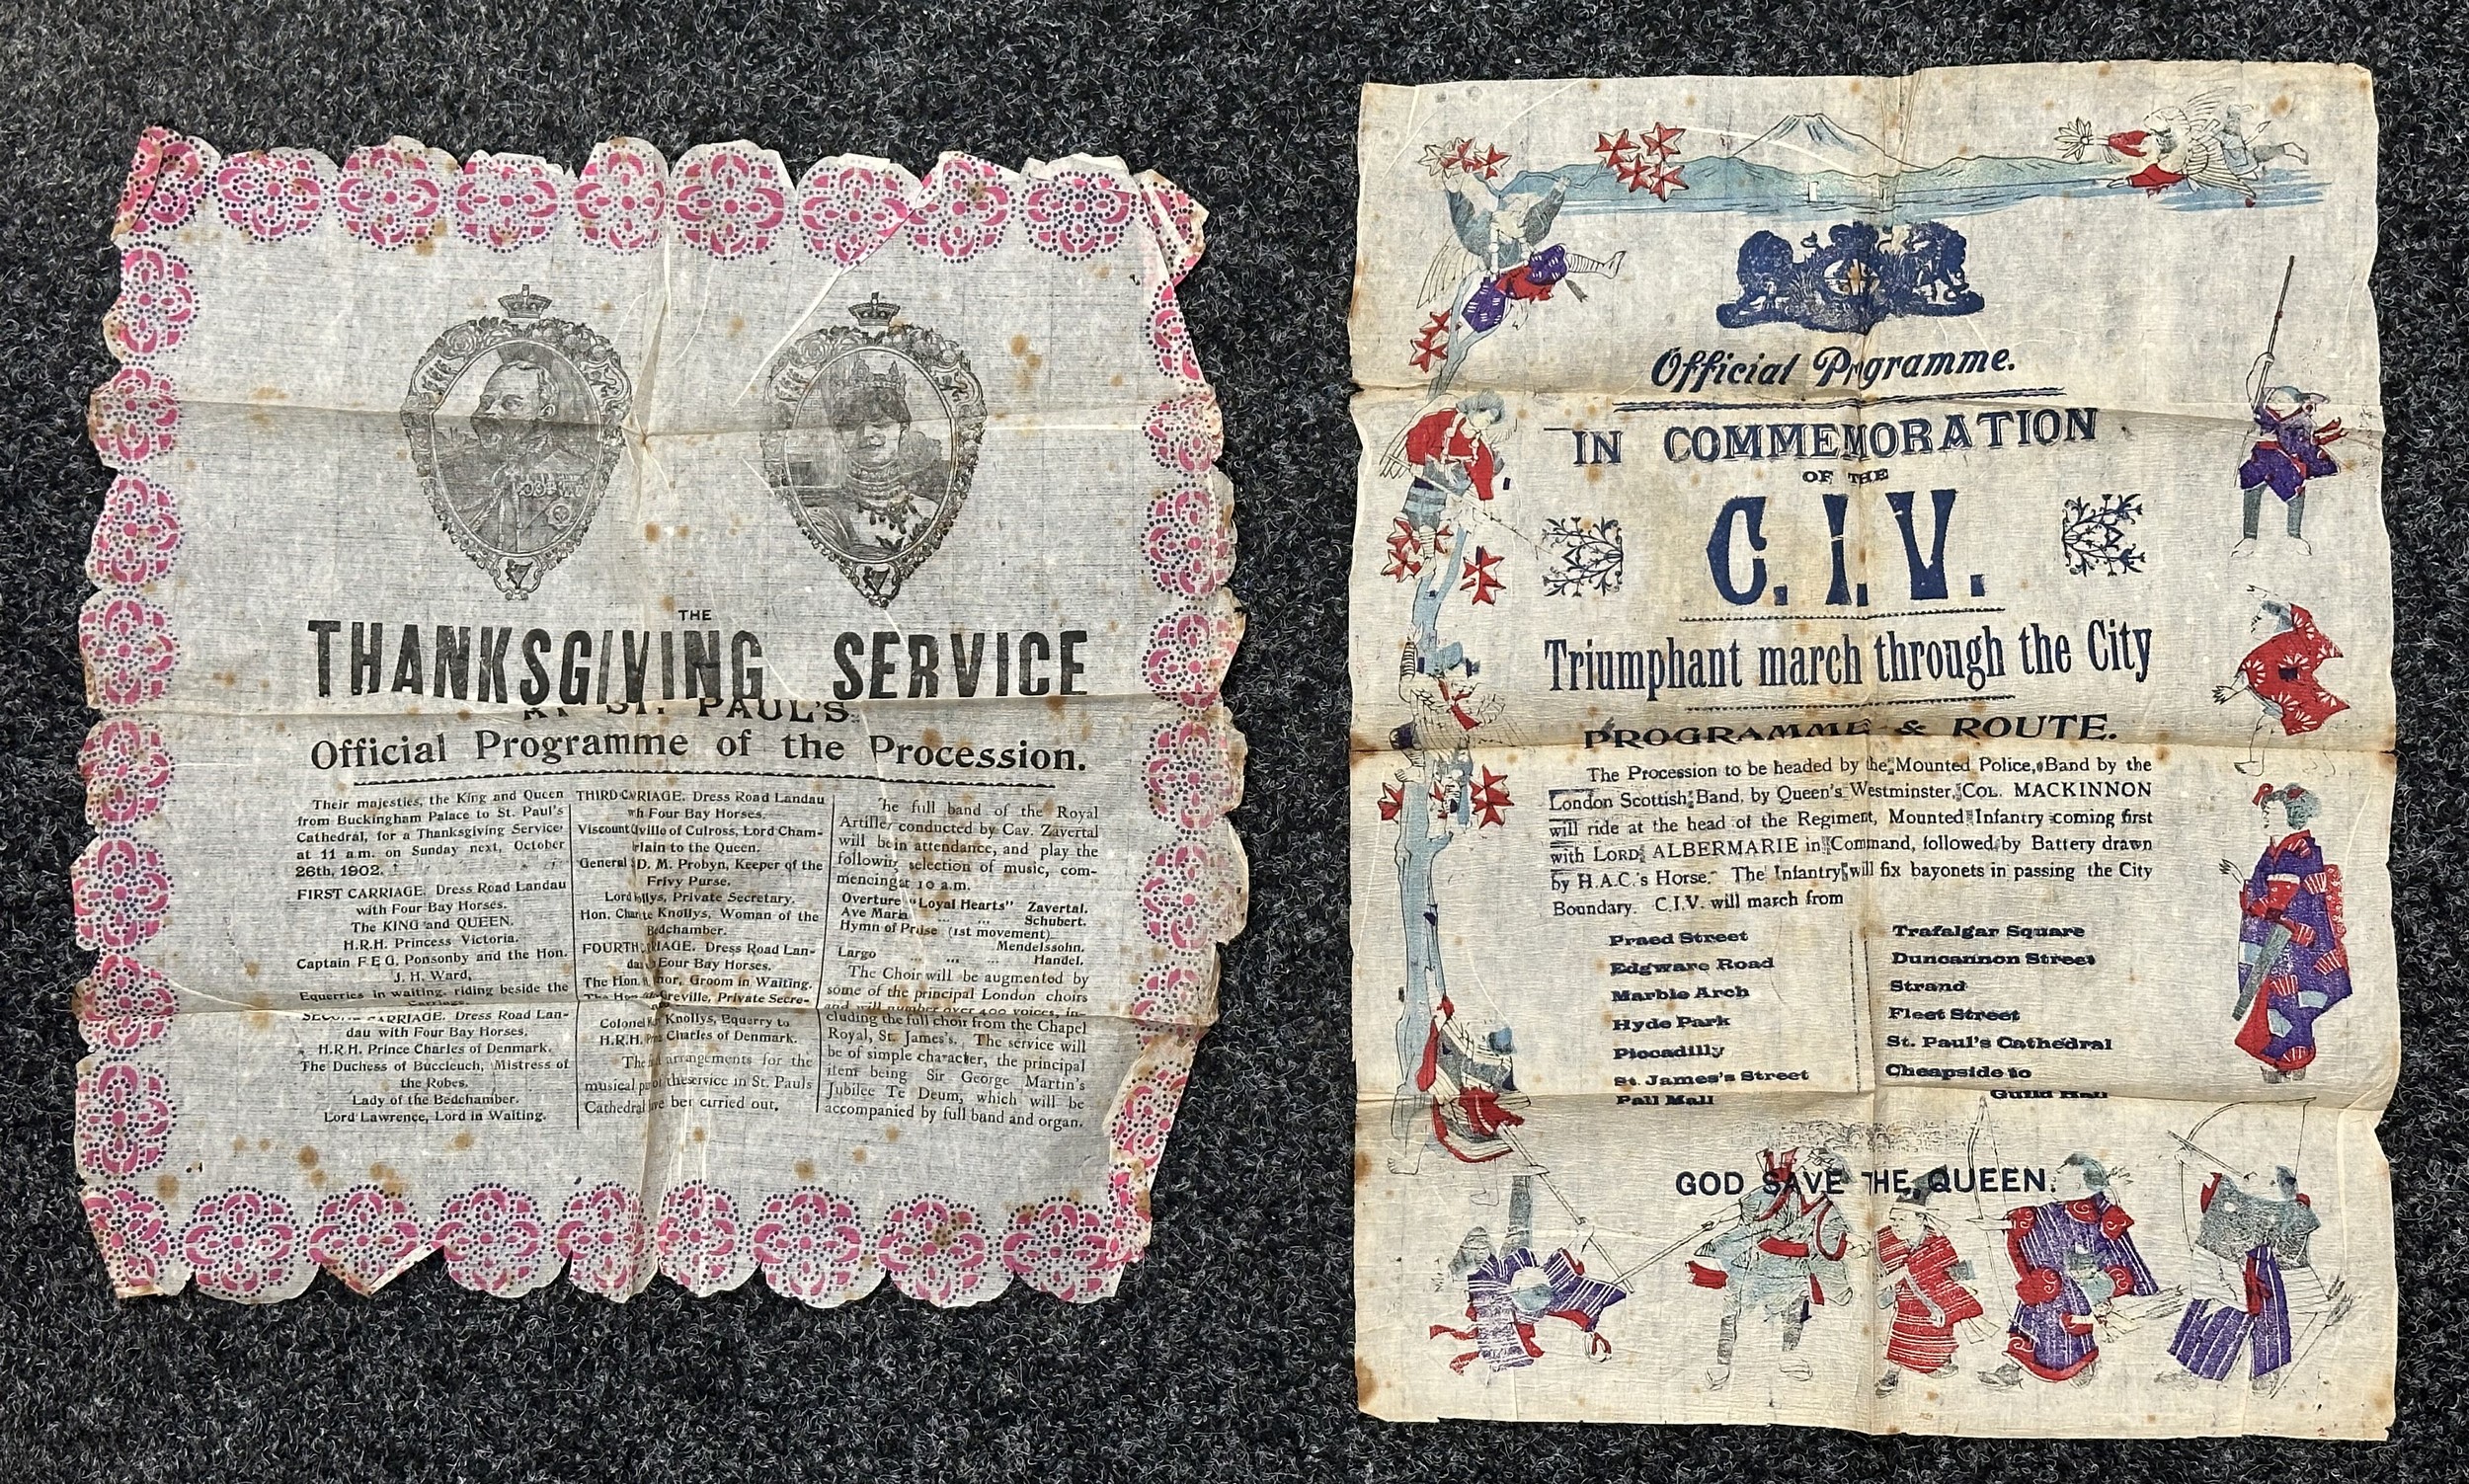 THE
THANKSGIVING SERVICE
AT ST. PAUL'S.
Official Programme of the Procession.
Their majesties, the King and Queen
from Buckingham Palace to St. Paul's
Cathedral, for a Thanksgiving Service
at 11 a.m. on Sunday next, October
26th, 1902.
FIRST CARRIAGE. Dress Road Landau
with Four Bay Horses.
The KING and QUEEN.
H.R.H. Princess Victoria.
Captain F.E.G. Ponsonby and the Hon.
J. H. Ward,
Equerries in waiting, riding beside the
Carriage.
CARRIAGE. Dress Road Lan-
dau with Four Bay Horses.
H.R.H. Prince Charles of Denmark.
The Duchess of Buccleuch, Mistress of
the Robes.
Lady of the Bedchamber.
Lord Lawrence, Lord in Waiting.
THIRD CARRIAGE. Dress Road Landau
Four Bay Horses.
Viscount of Culross, Lord Cham-
to the Queen.
General D. M. Probyn, Keeper of the
Privy Purse.
Lord Private Secretary.
Hon. Knollys, Woman of the
Bedchamber.
FOURTH Dress Road Lan-
Four Bay Horses.
The Hon. Groom in Waiting.
The Hon. Greville, Private Secre-
Colonel Knollys, Equerry to
H.R.H. Charles of Denmark.
The arrangements for the
musical of the service in St. Pauls
Cathedral carried out.
The full band of the Royal
conducted by Cav. Zavertal
will be in attendance, and play the
selection of music, com-
mencing at 10 a.m.
Overture "Loyal Hearts" Zavertal.
Ave Maria ... ... Schubert.
Hymn of Praise (1st movement)
Mendelssohn.
Largo ... ... ... Handel.
The Choir will be augmented by
some of the principal London choirs
and will number over 400 voices, in-
cluding the full choir from the Chapel
Royal, St. James's. The service will
be of simple character, the principal
item being Sir George Martin's
Jubilee Te Deum, which will be
accompanied by full band and organ.
Official Programme.
IN COMMEMORATION
OF THE
C. I. V.
Triumphant march through the City
PROGRAMME & ROUTE.
The Procession to be headed by the Mounted Police, Band by the
London Scottish Band, by Queen's Westminster, COL. MACKINNON
will ride at the head of the Regiment, Mounted Infantry coming first
with LORD ALBERMARIE in Command, followed by Battery drawn
by H.A.C.'s Horse. The Infantry will fix bayonets in passing the City
Boundary. C.I.V. will march from
Praed Street
Edgware Road
Marble Arch
Hyde Park
Piccadilly
St. James's Street
Pall Mall
Trafalgar Square
Duncannon Street
Strand
Fleet Street
St. Paul's Cathedral
Cheapside to
Guild Hall
GOD SAVE THE QUEEN.